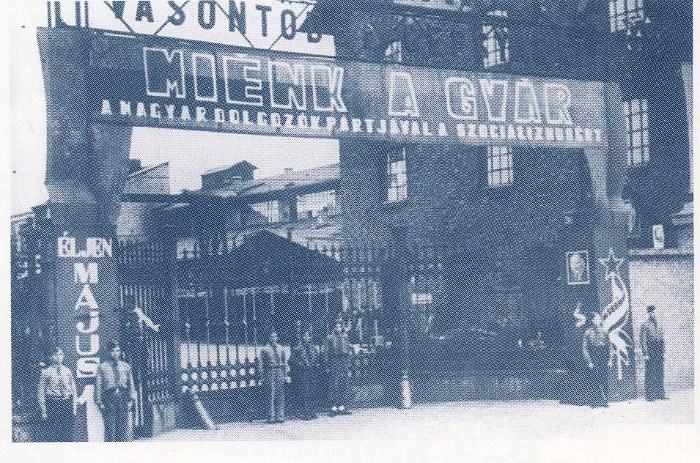 VASÖNTÖD
MIENK A GYÁR
A MAGYAR DOLGOZÓK PÁRTJÁVAL A SZOCIALIZMUSÉRT
ÉLJEN
MÁJUS 1